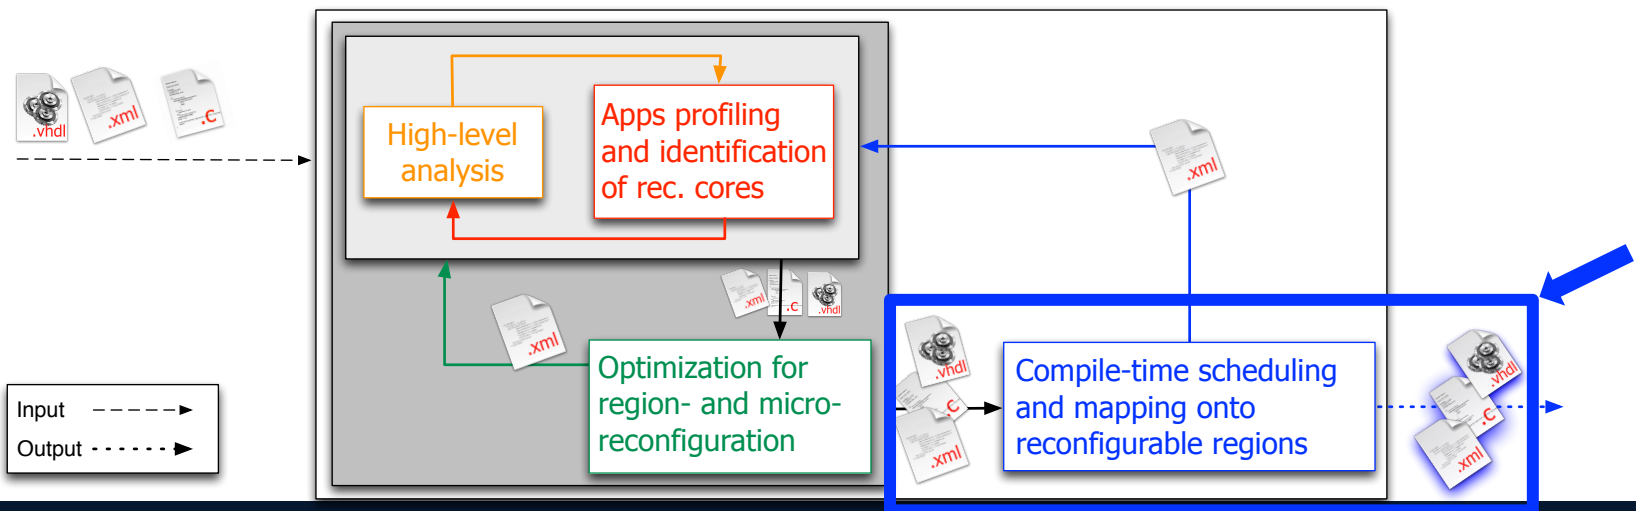 .vhdl
.xml
.c
High-level
analysis
Apps profiling
and identification
of rec. cores
.xml
.xml
.c
.vhdl
.xml
Optimization for
region- and micro-
reconfiguration
.vhdl
.c
.xml
Compile-time scheduling
and mapping onto
reconfigurable regions
.vhdl
.c
.xml
Input
Output